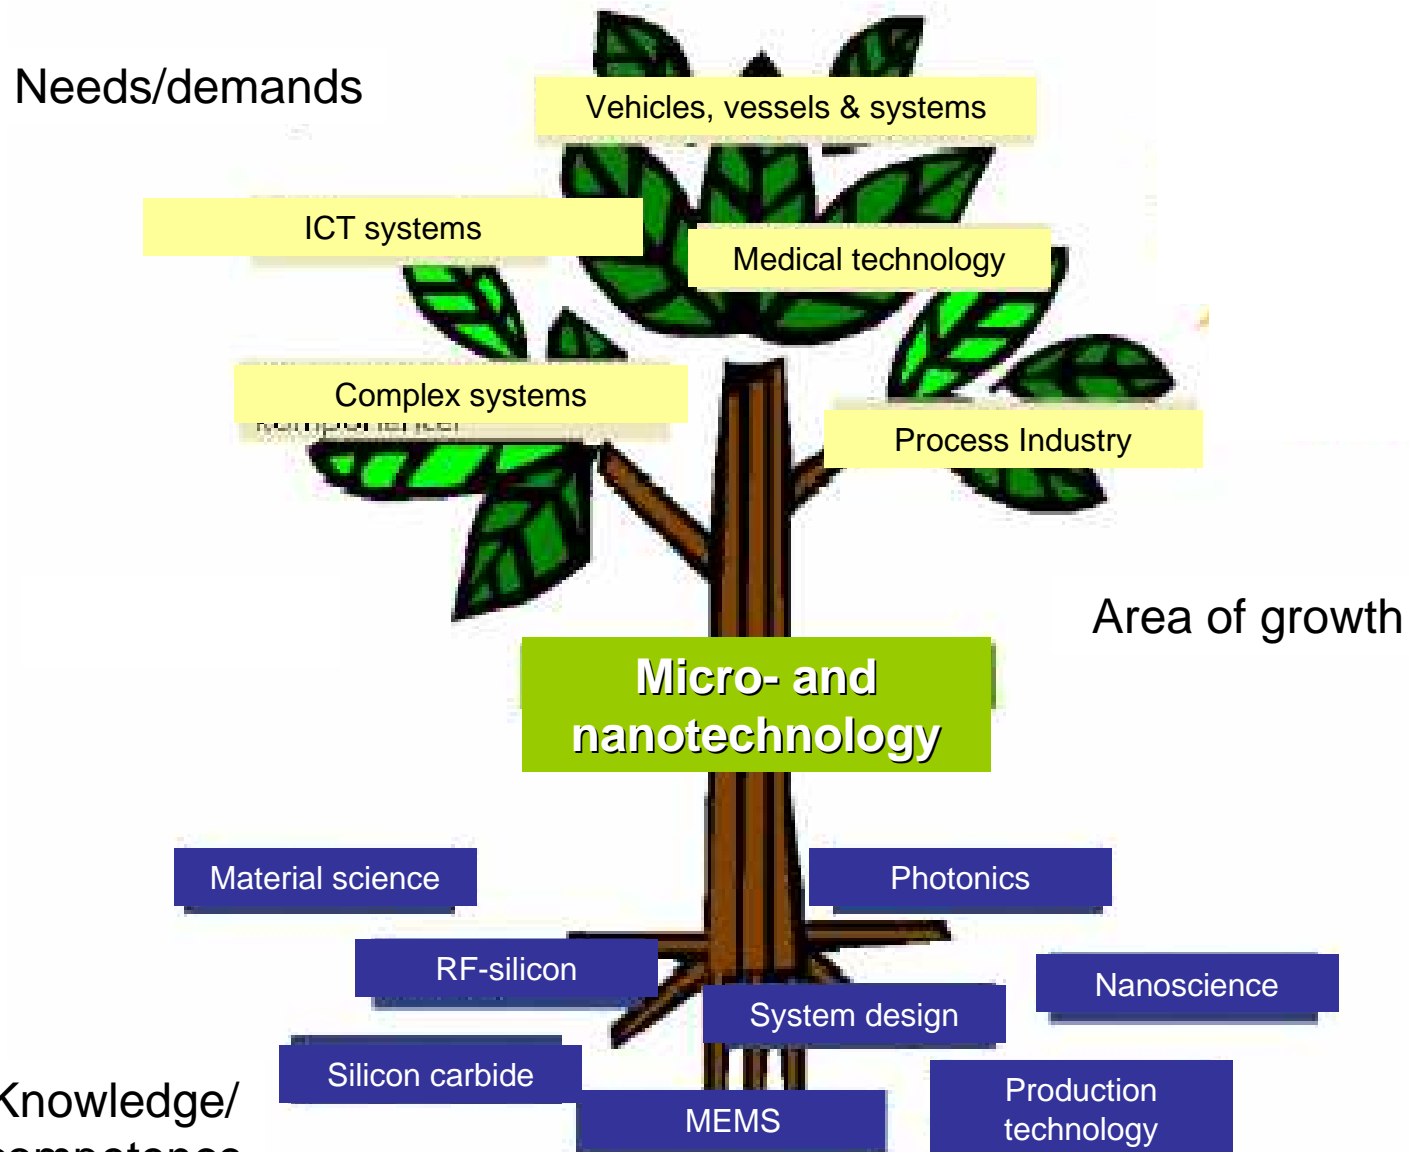 Needs/demands
Vehicles, vessels & systems
ICT systems
Medical technology
Complex systems
Process Industry
Area of growth
Micro- and
nanotechnology
Material science
Photonics
RF-silicon
Nanoscience
System design
Silicon carbide
Knowledge/
Production
technology
MEMS